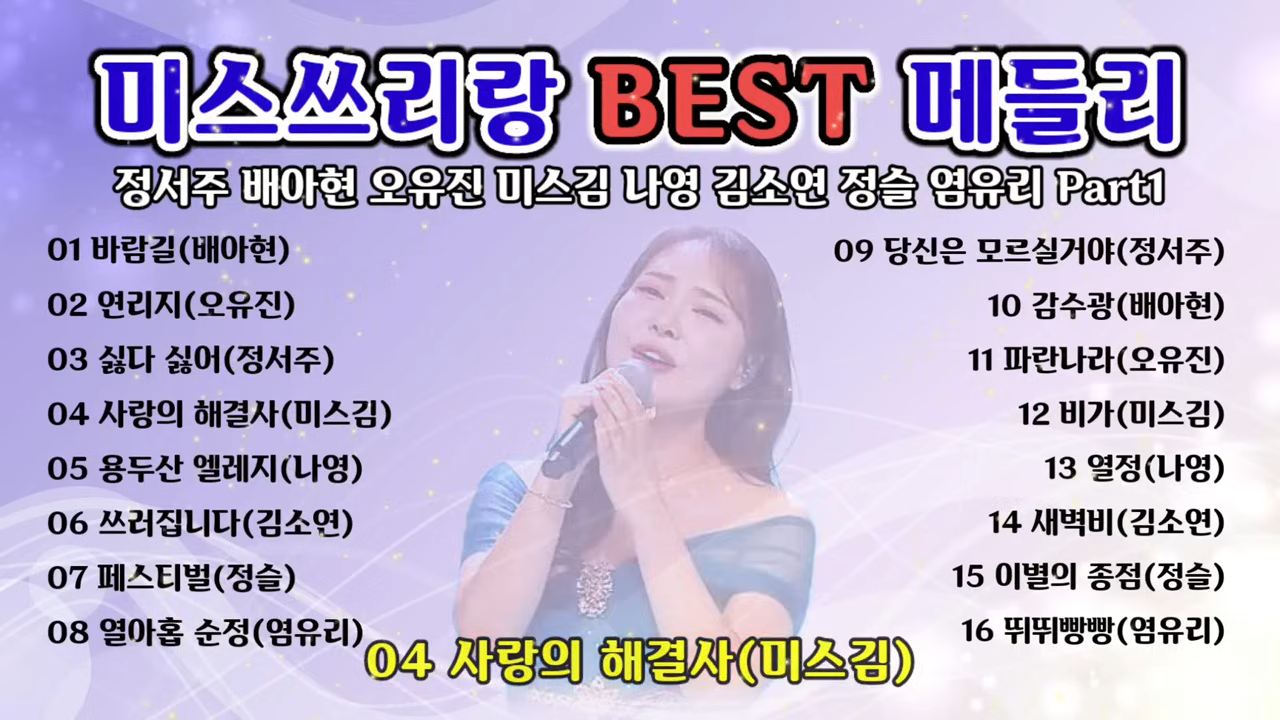 미스쓰리랑 BEST 메들리
정서주 배아현 오유진 미스김 나영 김소연 정슬 염유리 Part1
01 바람길(배아현)
02 연리지(오유진)
03 싫다 싫어(정서주)
04 사랑의 해결사(미스김)
05 용두산 엘레지(나영)
06 쓰러집니다(김소연)
07 페스티벌(정슬)
08 열아홉 순정(염유리)
09 당신은 모르실거야(정서주)
10 감수광(배아현)
11 파란나라(오유진)
12 비가(미스김)
13 열정(나영)
14 새벽비(김소연)
15 이별의 종점(정슬)
16 뛰뛰빵빵(염유리)
04 사랑의 해결사(미스김)